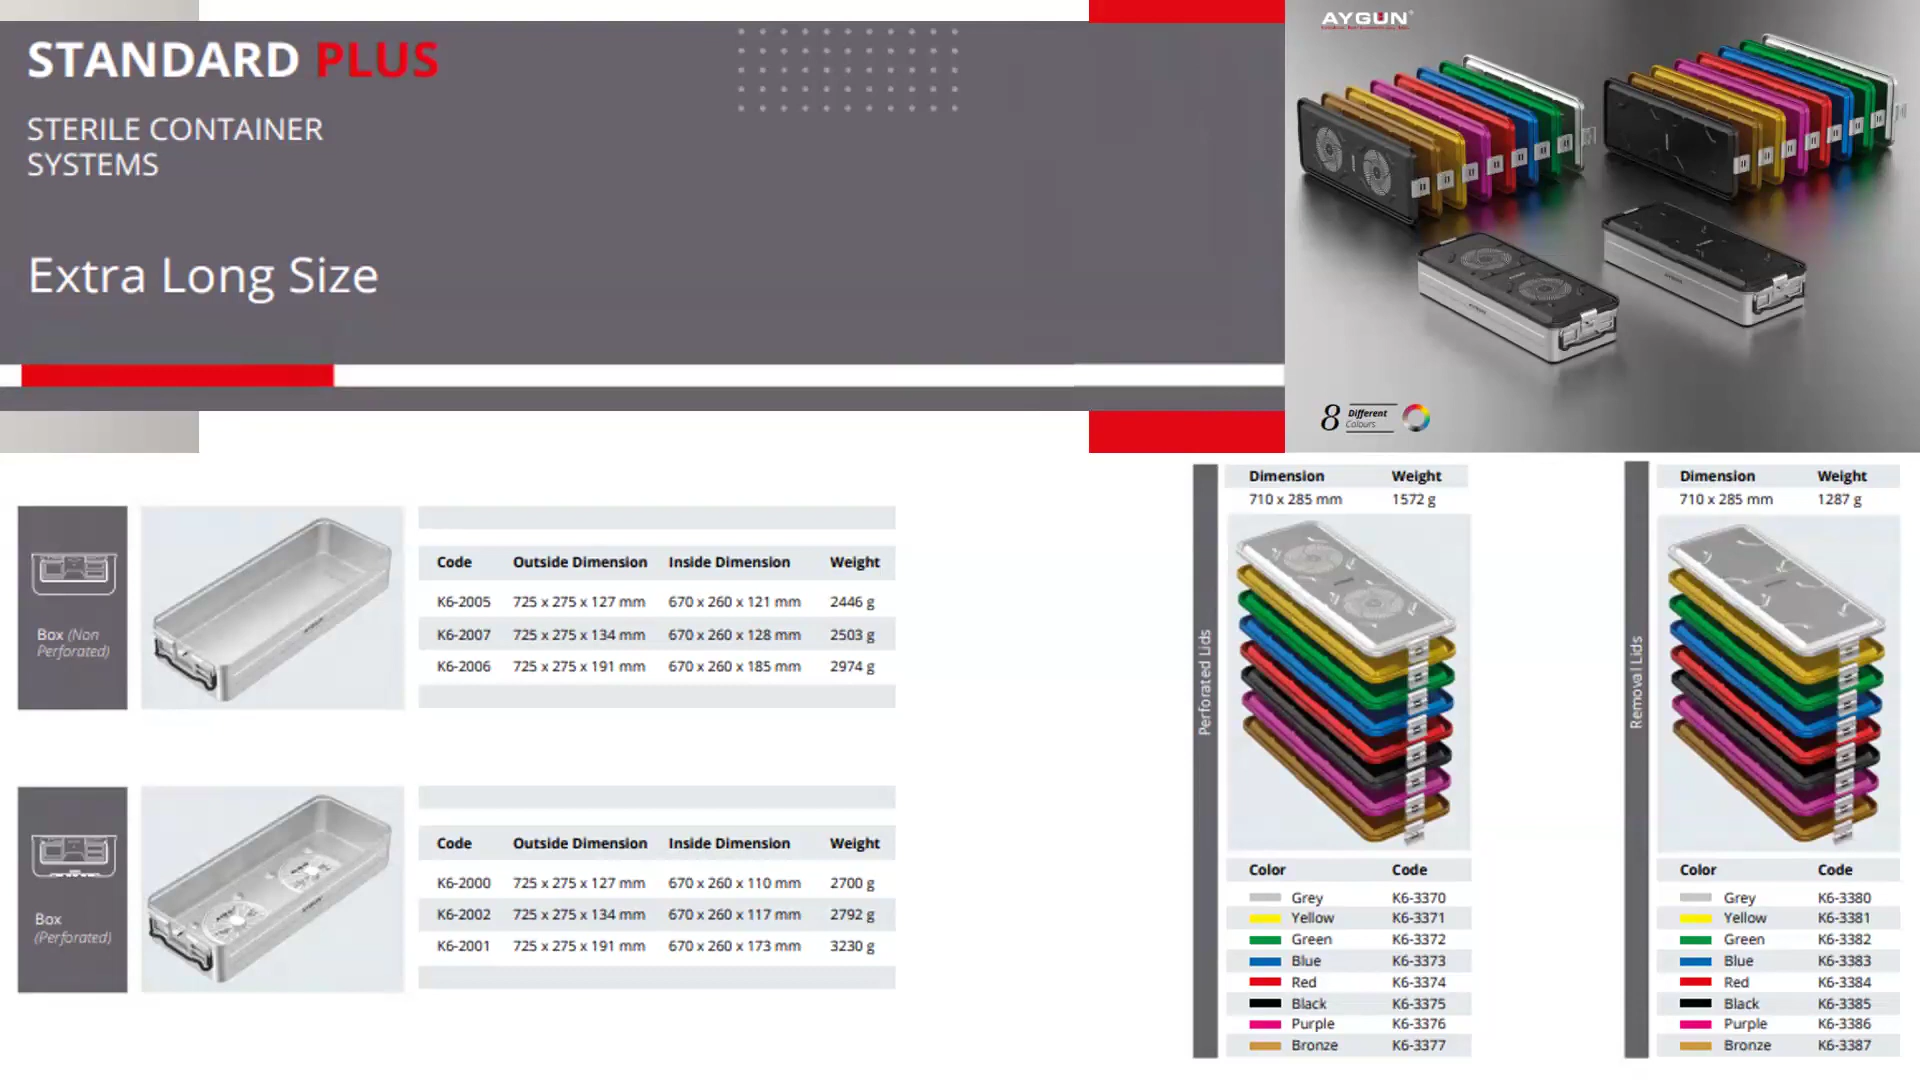 STANDARD PLUS
STERILE CONTAINER
SYSTEMS
Extra Long Size
AYGUN®
8 Different
Colours
Box (Non
Perforated)
Code Outside Dimension Inside Dimension Weight
K6-2005 725 x 275 x 127 mm 670 x 260 x 121 mm 2446 g
K6-2007 725 x 275 x 134 mm 670 x 260 x 128 mm 2503 g
K6-2006 725 x 275 x 191 mm 670 x 260 x 185 mm 2974 g
Box
(Perforated)
Code Outside Dimension Inside Dimension Weight
K6-2000 725 x 275 x 127 mm 670 x 260 x 110 mm 2700 g
K6-2002 725 x 275 x 134 mm 670 x 260 x 117 mm 2792 g
K6-2001 725 x 275 x 191 mm 670 x 260 x 173 mm 3230 g
Perforated Lids
Dimension Weight
710 x 285 mm 1572 g
Color Code
Grey K6-3370
Yellow K6-3371
Green K6-3372
Blue K6-3373
Red K6-3374
Black K6-3375
Purple K6-3376
Bronze K6-3377
Removal Lids
Dimension Weight
710 x 285 mm 1287 g
Color Code
Grey K6-3380
Yellow K6-3381
Green K6-3382
Blue K6-3383
Red K6-3384
Black K6-3385
Purple K6-3386
Bronze K6-3387